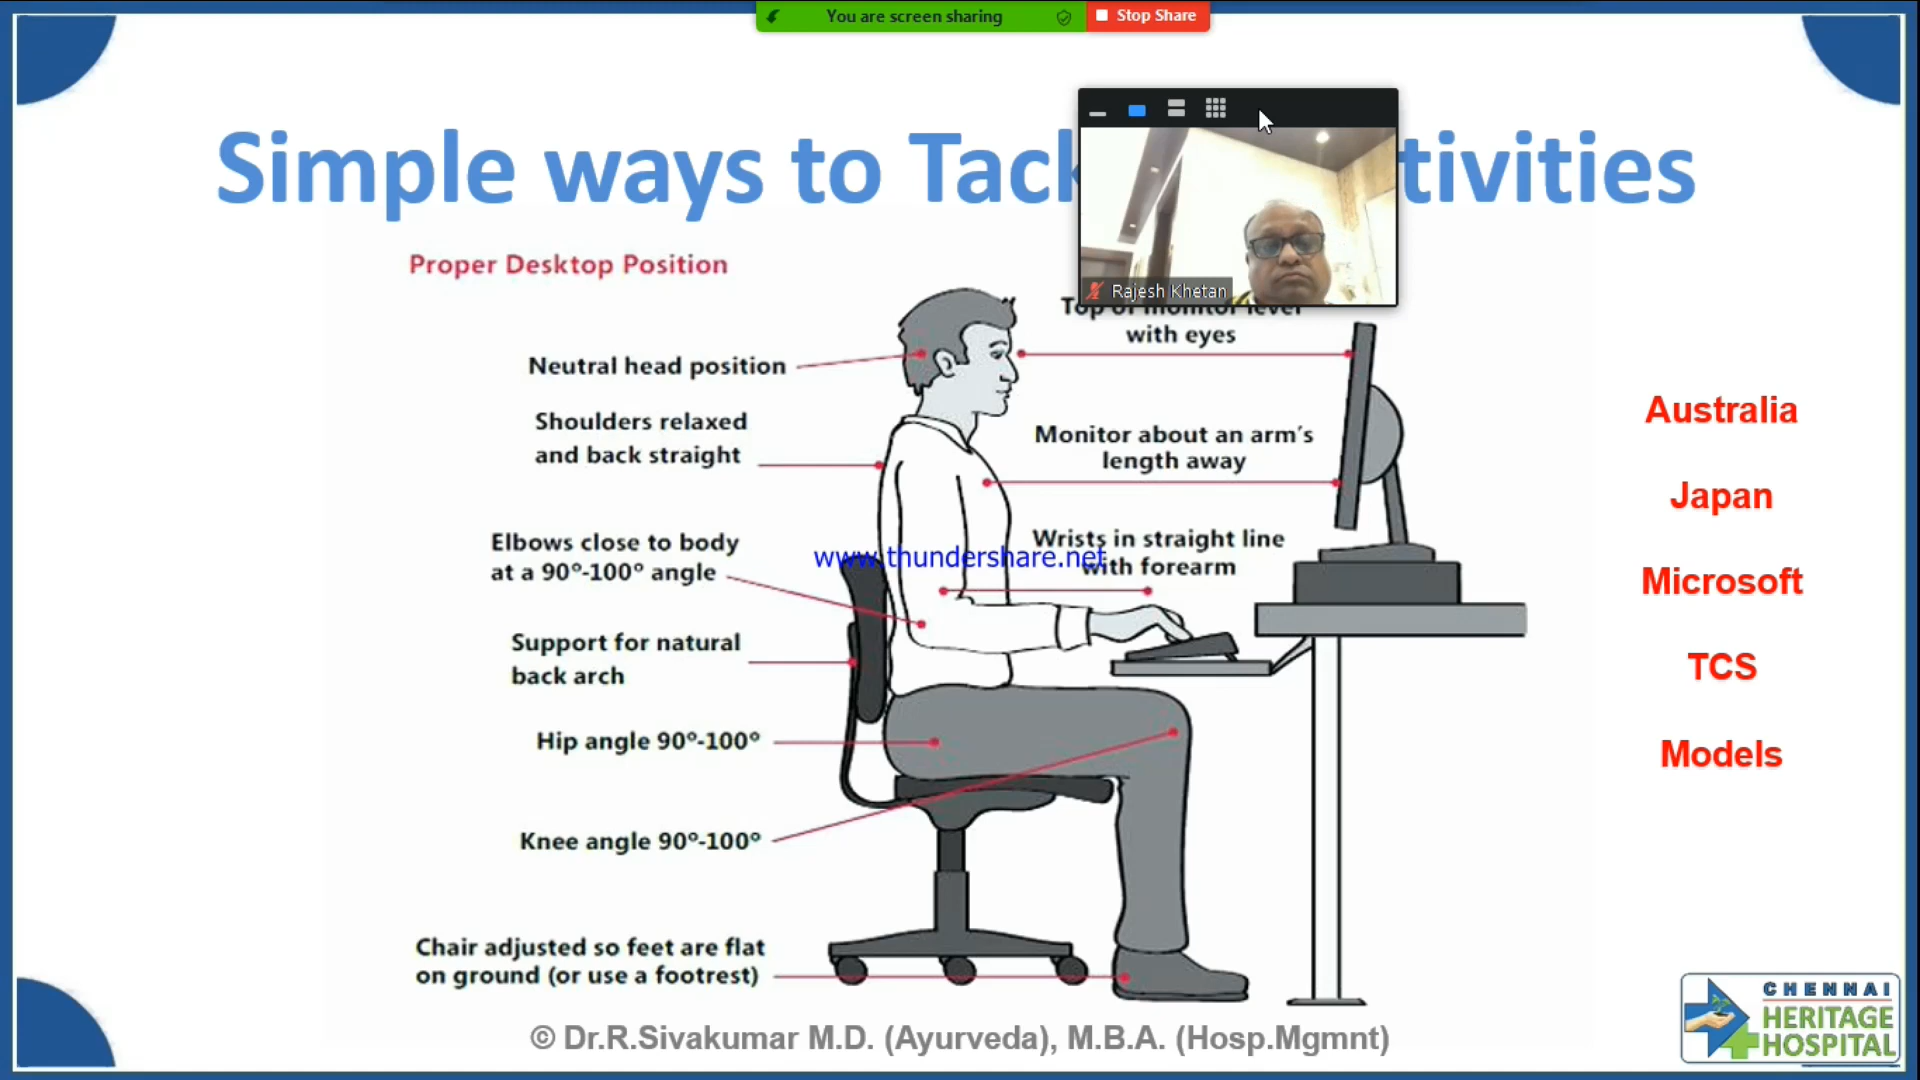 You are screen sharing
Stop Share
Simple ways to
tivities
Rajesh Khetan
Proper Desktop Position
Top of monitor level
with eyes
Neutral head position
Shoulders relaxed
and back straight
Monitor about an arm's
length away
Elbows close to body
at a 90°-100° angle
Wrists in straight line
with forearm
www.thundershare.net
Support for natural
back arch
Hip angle 90°-100°
Knee angle 90°-100°
Chair adjusted so feet are flat
on ground (or use a footrest)
Australia
Japan
Microsoft
TCS
Models
© Dr.R.Sivakumar M.D. (Ayurveda), M.B.A. (Hosp.Mgmnt)
CHENNAI
HERITAGE
HOSPITAL